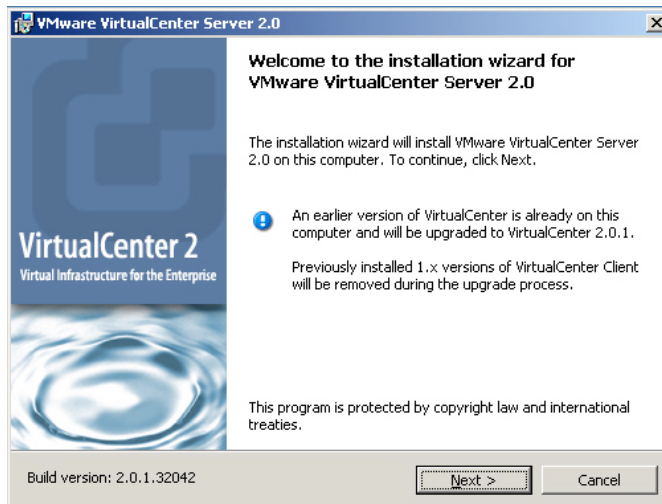 VMware VirtualCenter Server 2.0
Welcome to the installation wizard for
VMware VirtualCenter Server 2.0
The installation wizard will install VMware VirtualCenter Server
2.0 on this computer. To continue, click Next.
An earlier version of VirtualCenter is already on this
computer and will be upgraded to VirtualCenter 2.0.1.
Previously installed 1.x versions of VirtualCenter Client
will be removed during the upgrade process.
VirtualCenter 2
Virtual Infrastructure for the Enterprise
This program is protected by copyright law and international
treaties.
Build version: 2.0.1.32042
Next >
Cancel